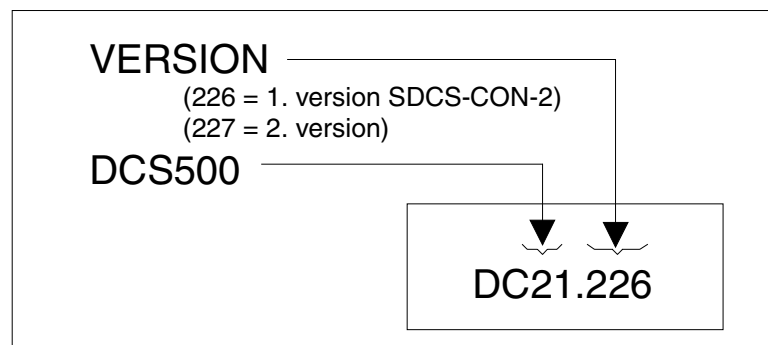 VERSION
(226 = 1. version SDCS-CON-2)
(227 = 2. version)
DCS500
DC21.226